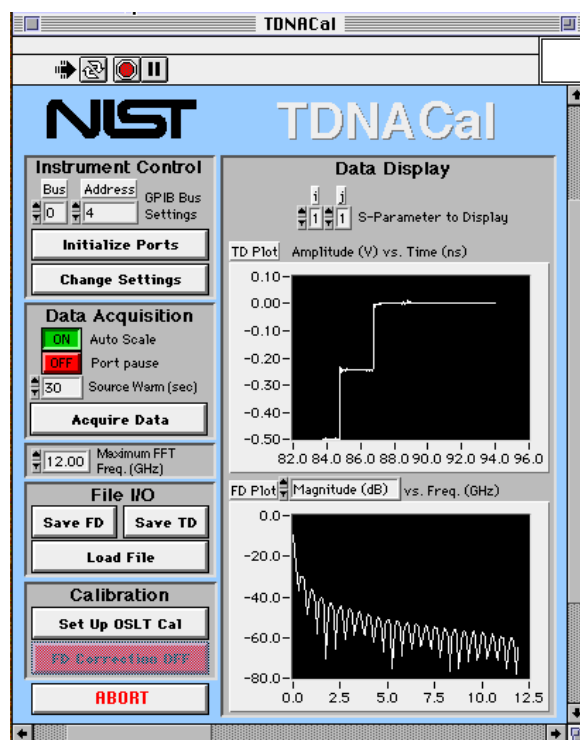 TDNACal
NIST TDNACal
Instrument Control
Bus Address
0 4 GPIB Bus Settings
Initialize Ports
Change Settings
Data Acquisition
ON Auto Scale
OFF Port pause
30 Source Warm (sec)
Acquire Data
12.00 Maximum FFT Freq. (GHz)
File I/O
Save FD Save TD
Load File
Calibration
Set Up OSLT Cal
FD Correction OFF
ABORT
Data Display
i j
1 1 S-Parameter to Display
TD Plot Amplitude (V) vs. Time (ns)
0.10
0.00
-0.10
-0.20
-0.30
-0.40
-0.50
82.0 84.0 86.0 88.0 90.0 92.0 94.0 96.0
FD Plot Magnitude (dB) vs. Freq. (GHz)
0.0
-20.0
-40.0
-60.0
-80.0
0.0 2.5 5.0 7.5 10.0 12.5